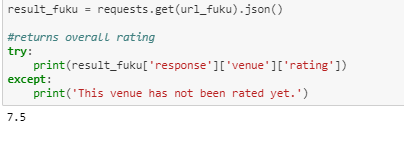 result_fuku = requests.get(url_fuku).json()
#returns overall rating
try:
    print(result_fuku['response']['venue']['rating'])
except:
    print('This venue has not been rated yet.')
7.5